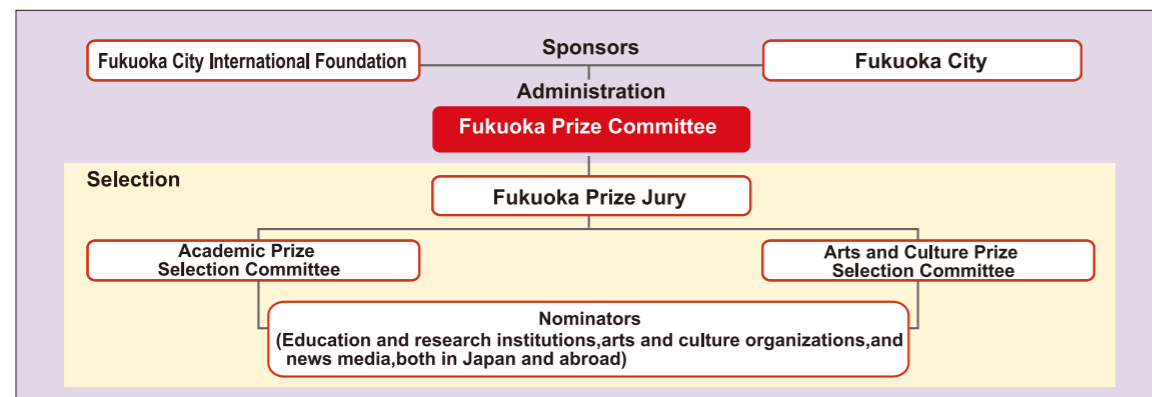 Sponsors
Fukuoka City International Foundation
Fukuoka City
Administration
Fukuoka Prize Committee
Selection
Fukuoka Prize Jury
Academic Prize
Selection Committee
Arts and Culture Prize
Selection Committee
Nominators
(Education and research institutions,arts and culture organizations,and
news media,both in Japan and abroad)